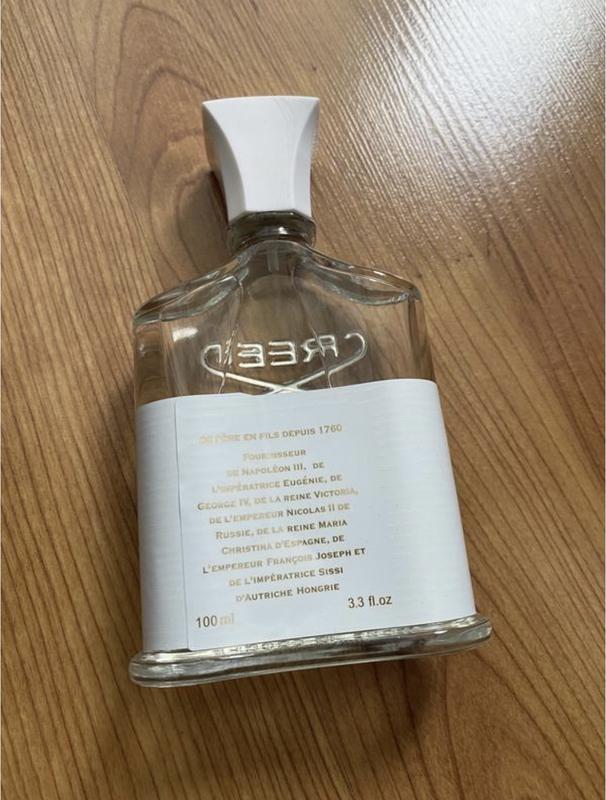 CREED
DE PÈRE EN FILS DEPUIS 1760
FOURNISSEUR
DE NAPOLÉON III, DE
L'IMPÉRATRICE EUGÉNIE, DE
GEORGE IV, DE LA REINE VICTORIA,
DE L'EMPEREUR NICOLAS II DE
RUSSIE, DE LA REINE MARIA
CHRISTINA D'ESPAGNE, DE
L'EMPEREUR FRANÇOIS JOSEPH ET
DE L'IMPÉRATRICE SISSI
D'AUTRICHE HONGRIE
100 ml 3.3 fl.oz